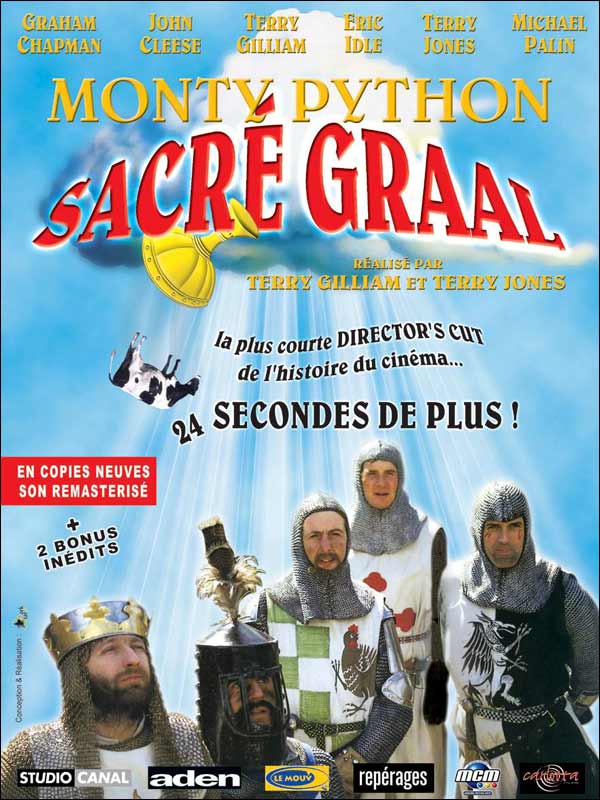 GRAHAM CHAPMAN
JOHN CLEESE
TERRY GILLIAM
ERIC IDLE
TERRY JONES
MICHAEL PALIN
MONTY PYTHON
SACRÉ GRAAL
RÉALISÉ PAR
TERRY GILLIAM ET TERRY JONES
la plus courte DIRECTOR'S CUT
de l'histoire du cinéma...
24 SECONDES DE PLUS !
EN COPIES NEUVES
SON REMASTERISÉ
+
2 BONUS
INÉDITS
Conception & Réalisation :
STUDIO CANAL
aden
LE MOUV'
repérages
mcm